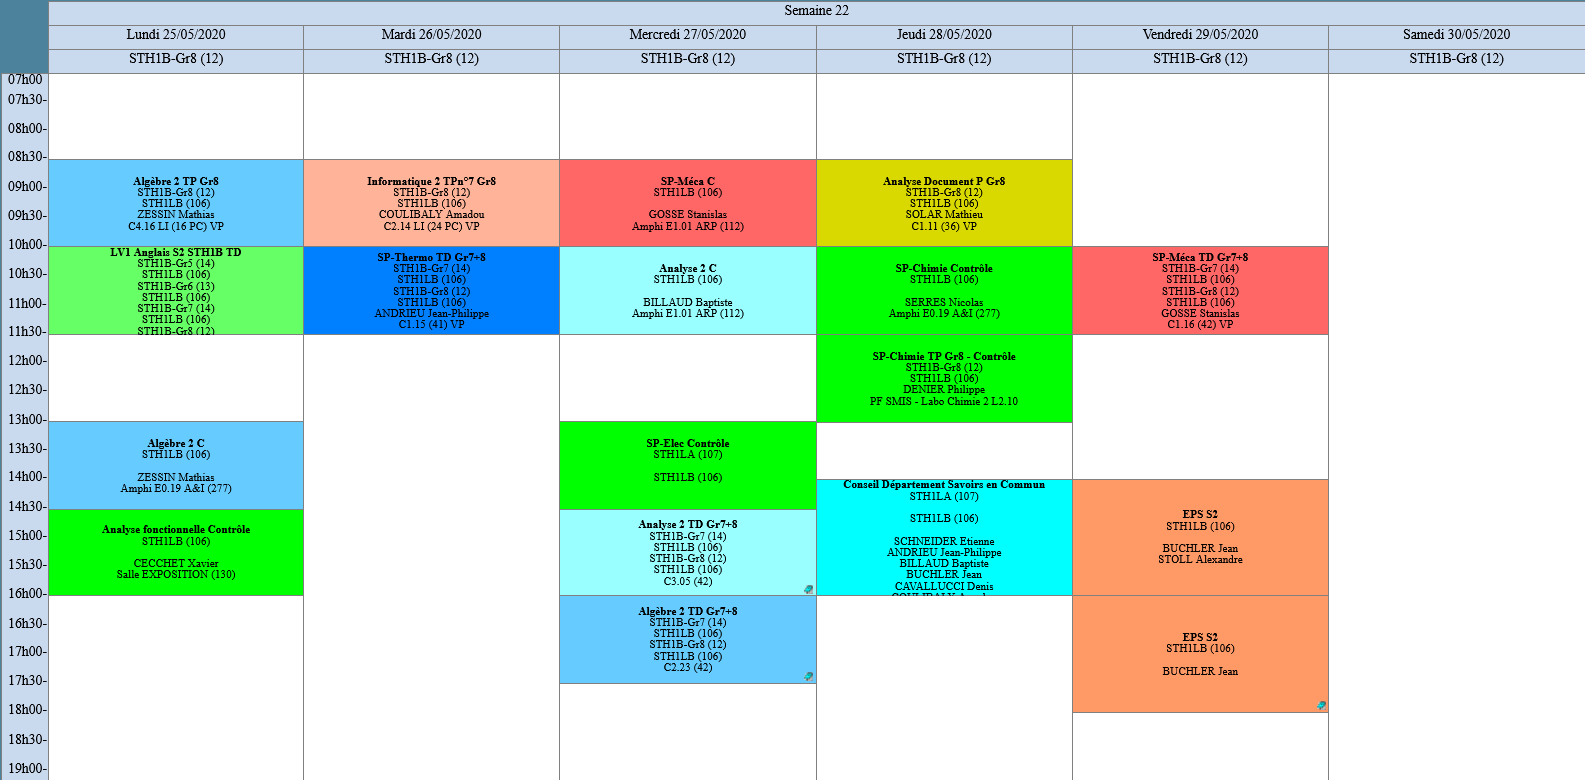 Semaine 22
Lundi 25/05/2020
Mardi 26/05/2020
Mercredi 27/05/2020
Jeudi 28/05/2020
Vendredi 29/05/2020
Samedi 30/05/2020
STH1B-Gr8 (12)
STH1B-Gr8 (12)
STH1B-Gr8 (12)
STH1B-Gr8 (12)
STH1B-Gr8 (12)
STH1B-Gr8 (12)
07h00
07h30-
08h00-
08h30-
09h00-
09h30-
10h00-
10h30-
11h00-
11h30-
12h00-
12h30-
13h00-
13h30-
14h00-
14h30-
15h00-
15h30-
16h00-
16h30-
17h00-
17h30-
18h00-
18h30-
19h00-
Algèbre 2 TP Gr8
STH1B-Gr8 (12)
STH1LB (106)
ZESSIN Mathias
C4.16 LI (16 PC) VP
LV1 Anglais S2 STH1B TD
STH1B-Gr5 (14)
STH1LB (106)
STH1B-Gr6 (13)
STH1LB (106)
STH1B-Gr7 (14)
STH1LB (106)
STH1B-Gr8 (12)
Algèbre 2 C
STH1LB (106)
ZESSIN Mathias
Amphi E0.19 A&I (277)
Analyse fonctionnelle Contrôle
STH1LB (106)
CECCHET Xavier
Salle EXPOSITION (130)
Informatique 2 TPn°7 Gr8
STH1B-Gr8 (12)
STH1LB (106)
COULIBALY Amadou
C2.14 LI (24 PC) VP
SP-Thermo TD Gr7+8
STH1B-Gr7 (14)
STH1LB (106)
STH1B-Gr8 (12)
STH1LB (106)
ANDRIEU Jean-Philippe
C1.15 (41) VP
SP-Méca C
STH1LB (106)
GOSSE Stanislas
Amphi E1.01 ARP (112)
Analyse 2 C
STH1LB (106)
BILLAUD Baptiste
Amphi E1.01 ARP (112)
SP-Elec Contrôle
STH1LA (107)
STH1LB (106)
Analyse 2 TD Gr7+8
STH1B-Gr7 (14)
STH1LB (106)
STH1B-Gr8 (12)
STH1LB (106)
C3.05 (42)
Algèbre 2 TD Gr7+8
STH1B-Gr7 (14)
STH1LB (106)
STH1B-Gr8 (12)
STH1LB (106)
C2.23 (42)
Analyse Document P Gr8
STH1B-Gr8 (12)
STH1LB (106)
SOLAR Mathieu
C1.11 (36) VP
SP-Chimie Contrôle
STH1LB (106)
SERRES Nicolas
Amphi E0.19 A&I (277)
SP-Chimie TP Gr8 - Contrôle
STH1B-Gr8 (12)
STH1LB (106)
DENIER Philippe
PF SMIS - Labo Chimie 2 L2.10
Conseil Département Savoirs en Commun
STH1LA (107)
STH1LB (106)
SCHNEIDER Etienne
ANDRIEU Jean-Philippe
BILLAUD Baptiste
BUCHLER Jean
CAVALLUCCI Denis
SP-Méca TD Gr7+8
STH1B-Gr7 (14)
STH1LB (106)
STH1B-Gr8 (12)
STH1LB (106)
GOSSE Stanislas
C1.16 (42) VP
EPS S2
STH1LB (106)
BUCHLER Jean
STOLL Alexandre
EPS S2
STH1LB (106)
BUCHLER Jean